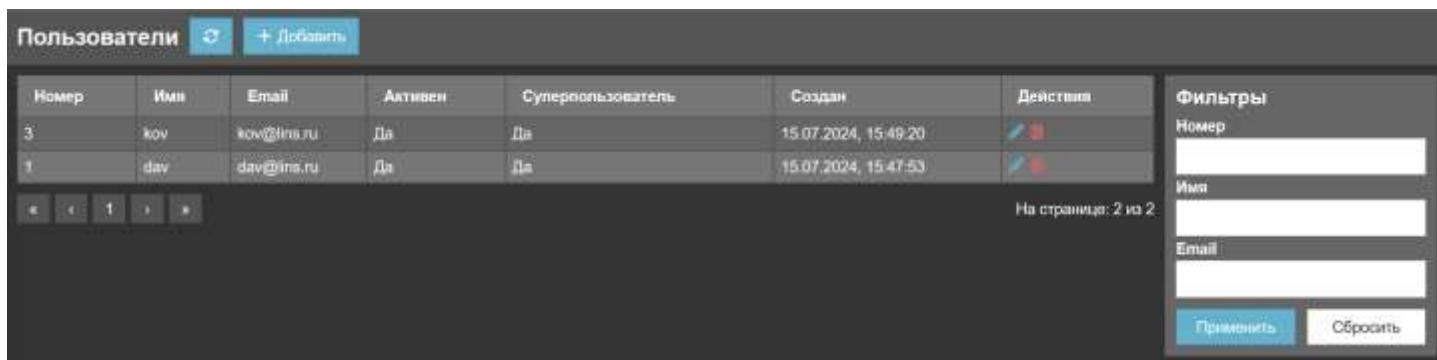 Пользователи + Добавить
Номер Имя Email Активен Суперпользователь Создан Действия
3 kov kov@lins.ru Да Да 15.07.2024, 15:49:20
1 dav dav@lins.ru Да Да 15.07.2024, 15:47:53
« ‹ 1 › » На странице: 2 из 2
Фильтры
Номер
Имя
Email
Применить Сбросить